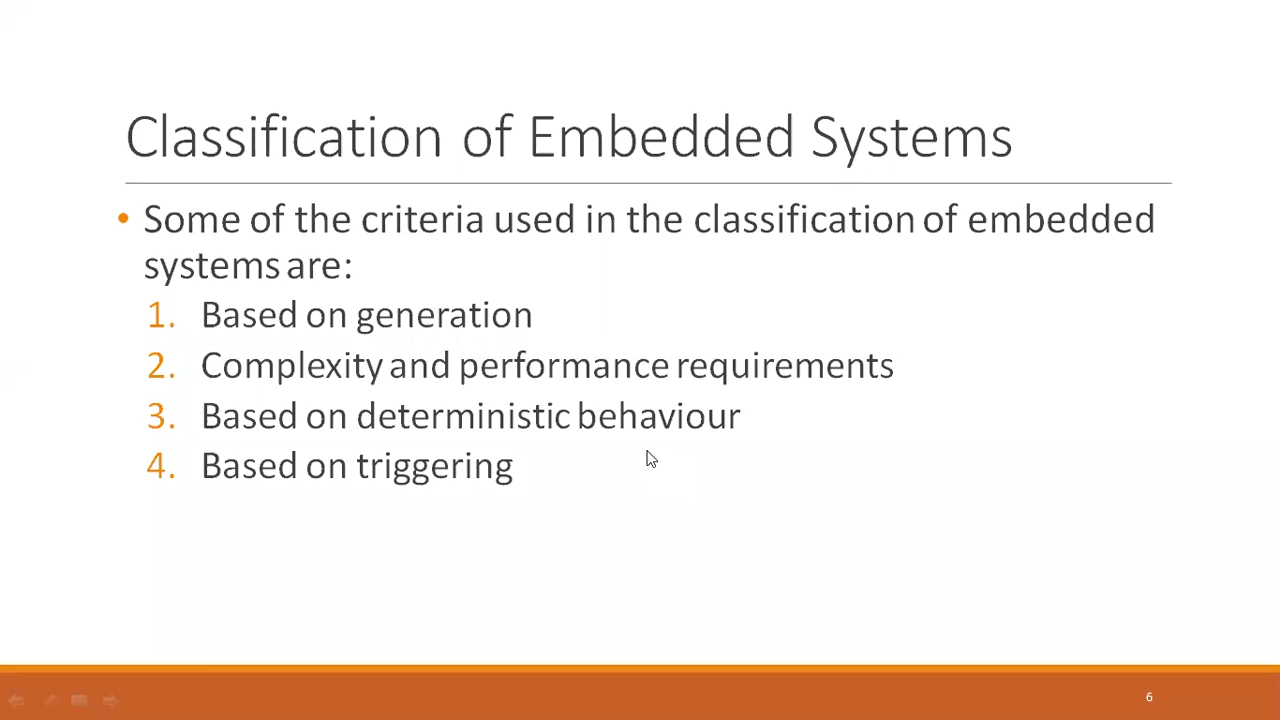 Classification of Embedded Systems
• Some of the criteria used in the classification of embedded
systems are:
1. Based on generation
2. Complexity and performance requirements
3. Based on deterministic behaviour
4. Based on triggering
6